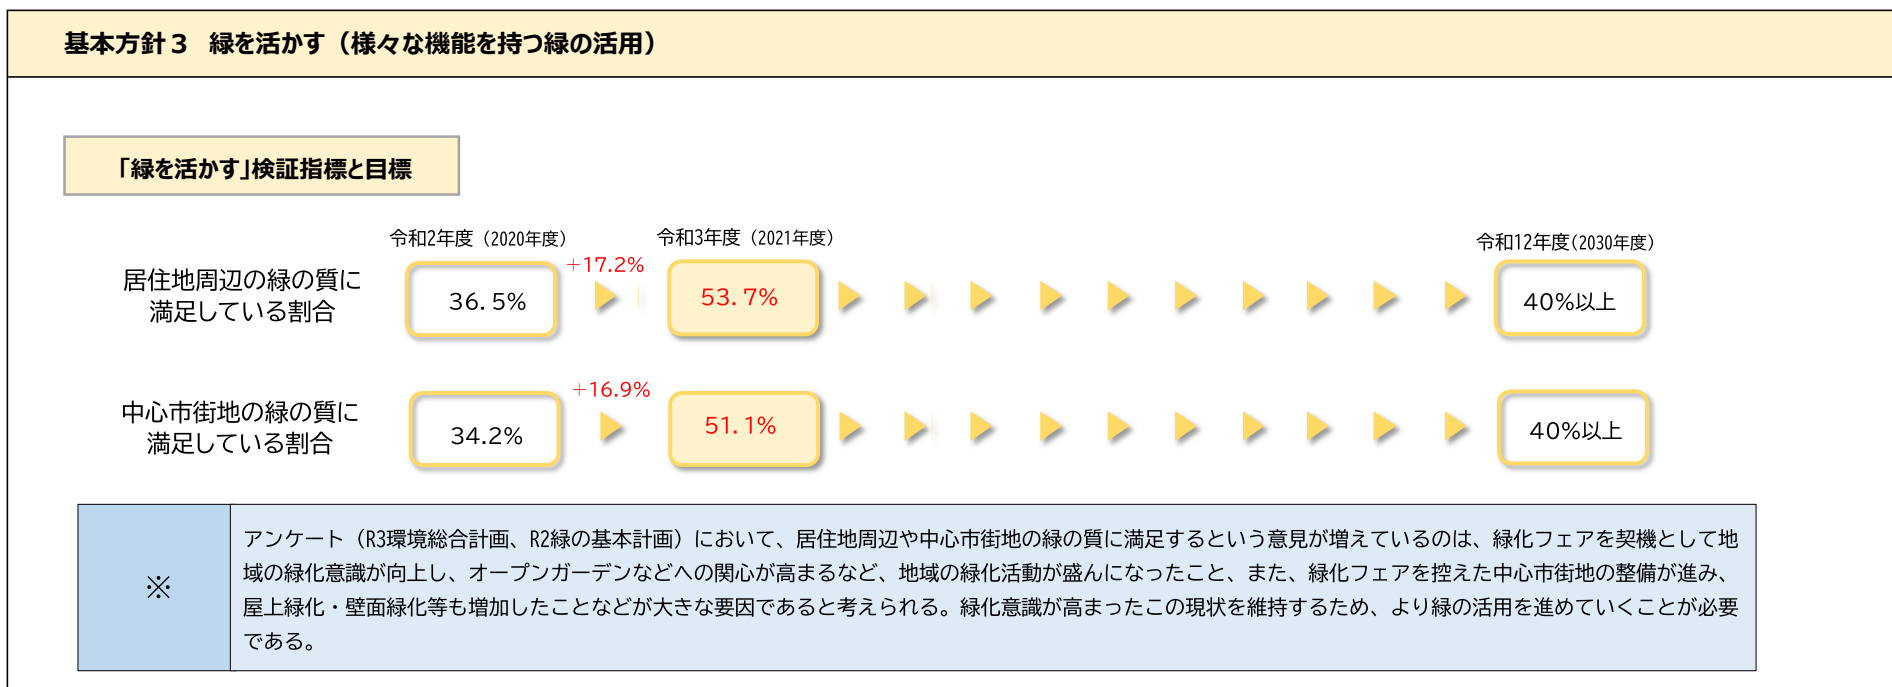 基本方針３　緑を活かす（様々な機能を持つ緑の活用）
「緑を活かす」検証指標と目標
令和2年度（2020年度）
令和3年度（2021年度）
令和12年度(2030年度)
居住地周辺の緑の質に
満足している割合
36.5%
+17.2%
53.7%
40%以上
中心市街地の緑の質に
満足している割合
34.2%
+16.9%
51.1%
40%以上
※
アンケート（R3環境総合計画、R2緑の基本計画）において、居住地周辺や中心市街地の緑の質に満足するという意見が増えているのは、緑化フェアを契機として地
域の緑化意識が向上し、オープンガーデンなどへの関心が高まるなど、地域の緑化活動が盛んになったこと、また、緑化フェアを控えた中心市街地の整備が進み、
屋上緑化・壁面緑化等も増加したことなどが大きな要因であると考えられる。緑化意識が高まったこの現状を維持するため、より緑の活用を進めていくことが必要
である。